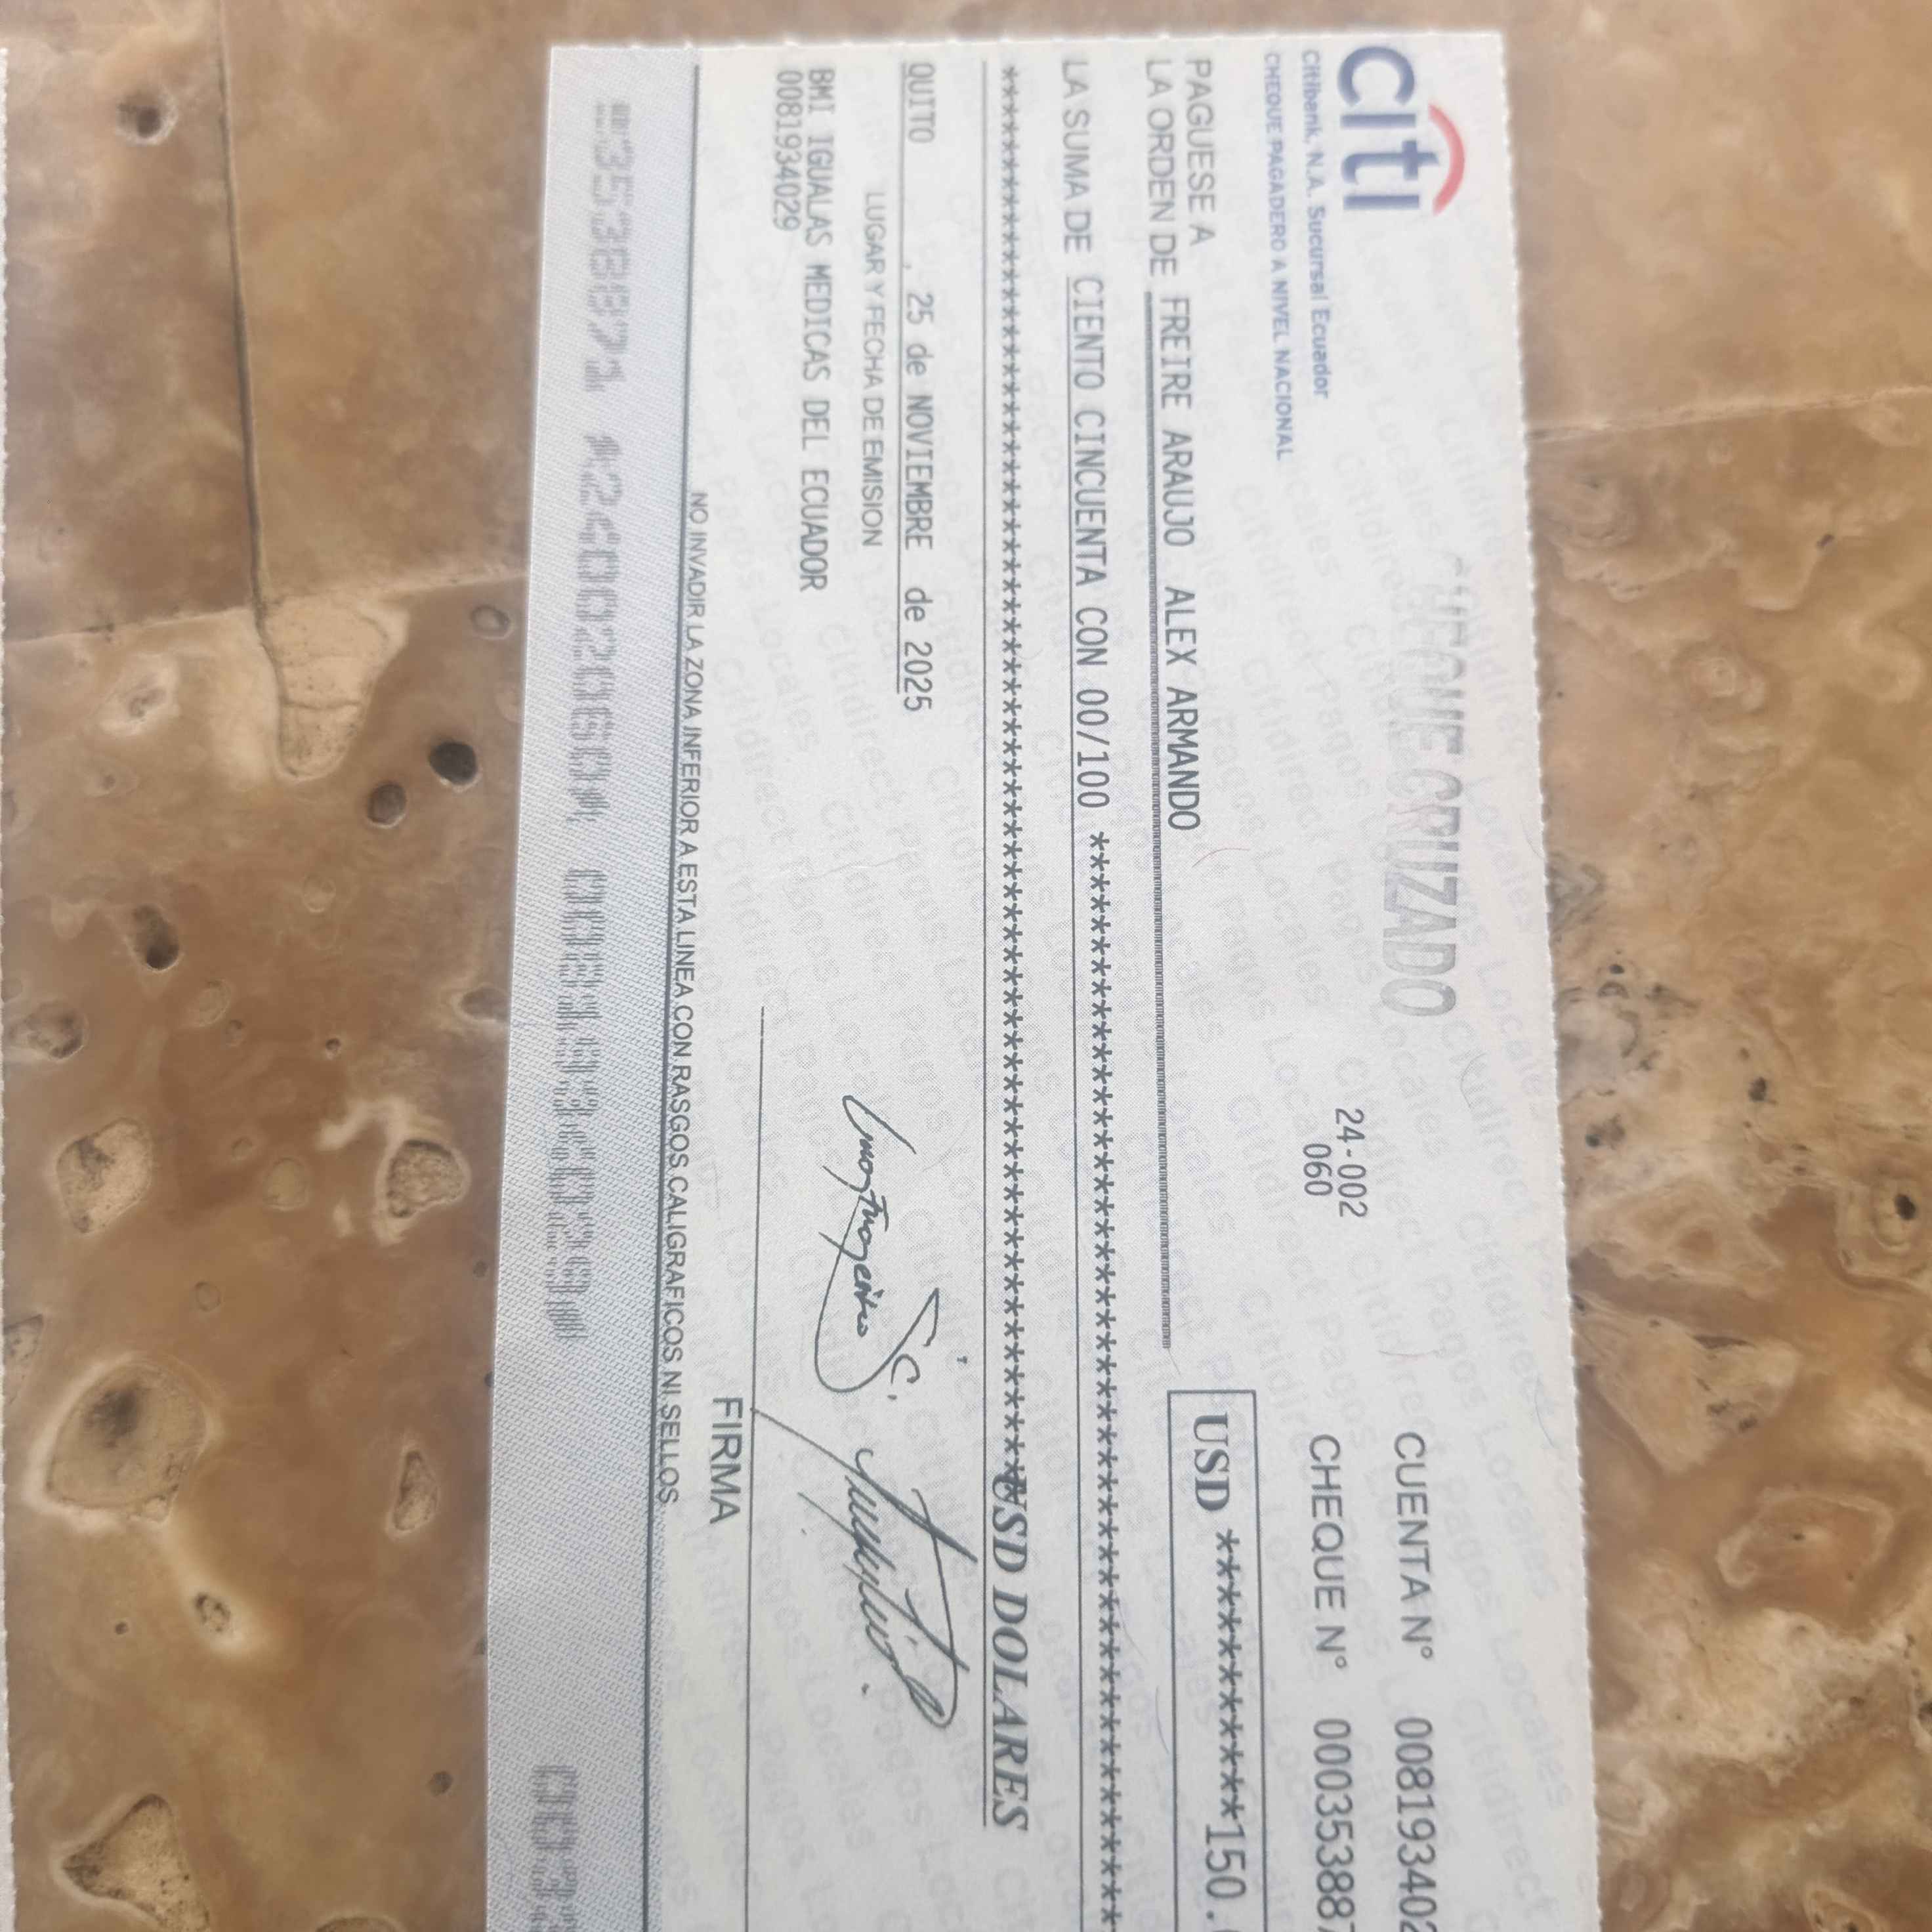 citi
Citibank, N.A. Sucursal Ecuador
CHEQUE PAGADERO A NIVEL NACIONAL
CHEQUE CRUZADO
24-002
060
CUENTA N° 008193402
CHEQUE N° 00035388
PAGUESE A
LA ORDEN DE FREIRE ARAUJO ALEX ARMANDO
USD ************150.
LA SUMA DE CIENTO CINCUENTA CON 00/100
USD DOLARES
QUITO , 25 de NOVIEMBRE de 2025
LUGAR Y FECHA DE EMISION
BMI IGUALAS MEDICAS DEL ECUADOR
0081934029
FIRMA
NO INVADIR LA ZONA INFERIOR A ESTA LINEA CON RASGOS CALIGRAFICOS NI SELLOS